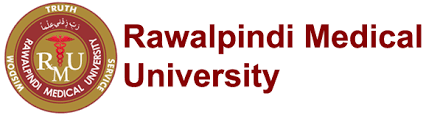 TRUTH
رَبِّ زِدْنِي عِلْمًا
WISDOM
SERVICE
RAWALPINDI MEDICAL UNIVERSITY
RMU
Rawalpindi Medical
University